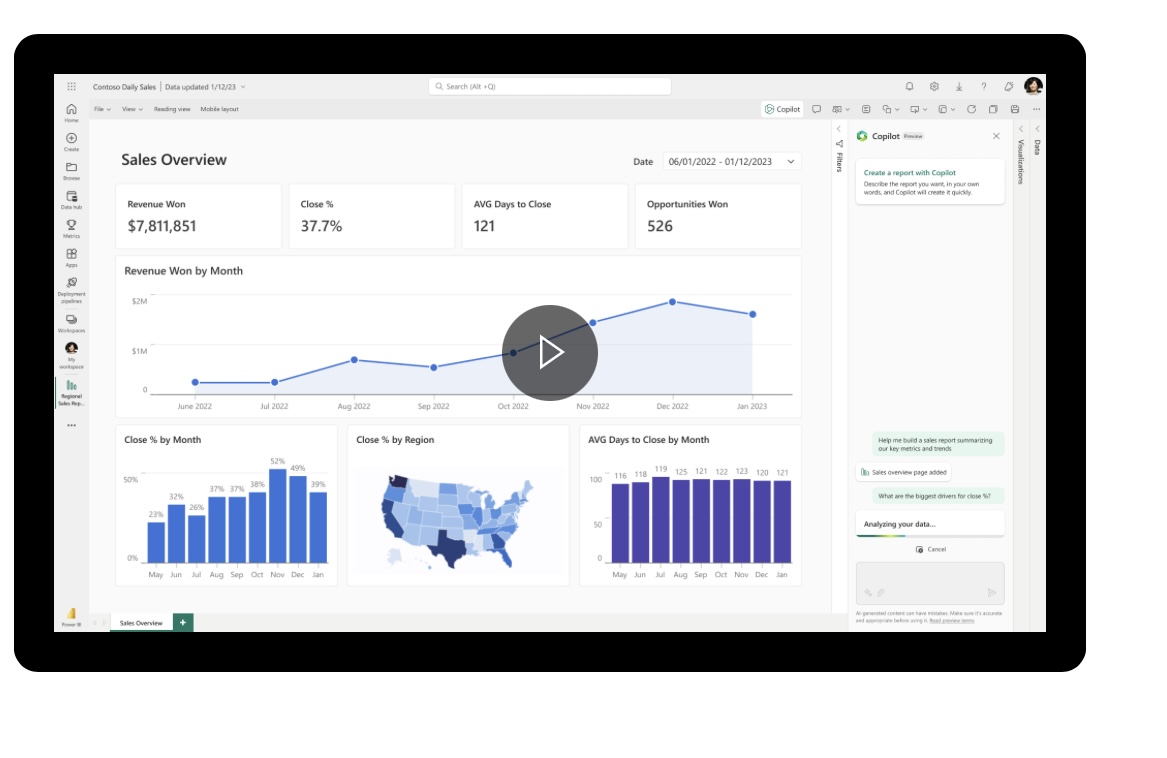 Contoso Daily Sales | Data updated 1/12/23
Search (Alt +Q)
File View Reading view Mobile layout
Copilot
Home
Create
Browse
Data hub
Metrics
Apps
Deployment
pipelines
Workspaces
My
workspace
Regional
Sales Rep...
Power BI
Sales Overview
Date 06/01/2022 - 01/12/2023
Revenue Won
$7,811,851
Close %
37.7%
AVG Days to Close
121
Opportunities Won
526
Revenue Won by Month
$2M
$1M
0
June 2022 Jul 2022 Aug 2022 Sep 2022 Oct 2022 Nov 2022 Dec 2022 Jan 2023
Close % by Month
50%
0%
23% 32% 26% 37% 37% 38% 52% 49% 39%
May Jun Jul Aug Sep Oct Nov Dec Jan
Close % by Region
AVG Days to Close by Month
100
50
0
116 118 119 125 121 122 123 120 121
May Jun Jul Aug Sep Oct Nov Dec Jan
Sales Overview +
Filters
Copilot Preview
Create a report with Copilot
Describe the report you want, in your own
words, and Copilot will create it quickly.
Help me build a sales report summarizing
our key metrics and trends
Sales overview page added
What are the biggest drivers for close %?
Analyzing your data...
Cancel
AI-generated content can have mistakes. Make sure it's accurate
and appropriate before using it. Read preview terms
Visualizations
Data